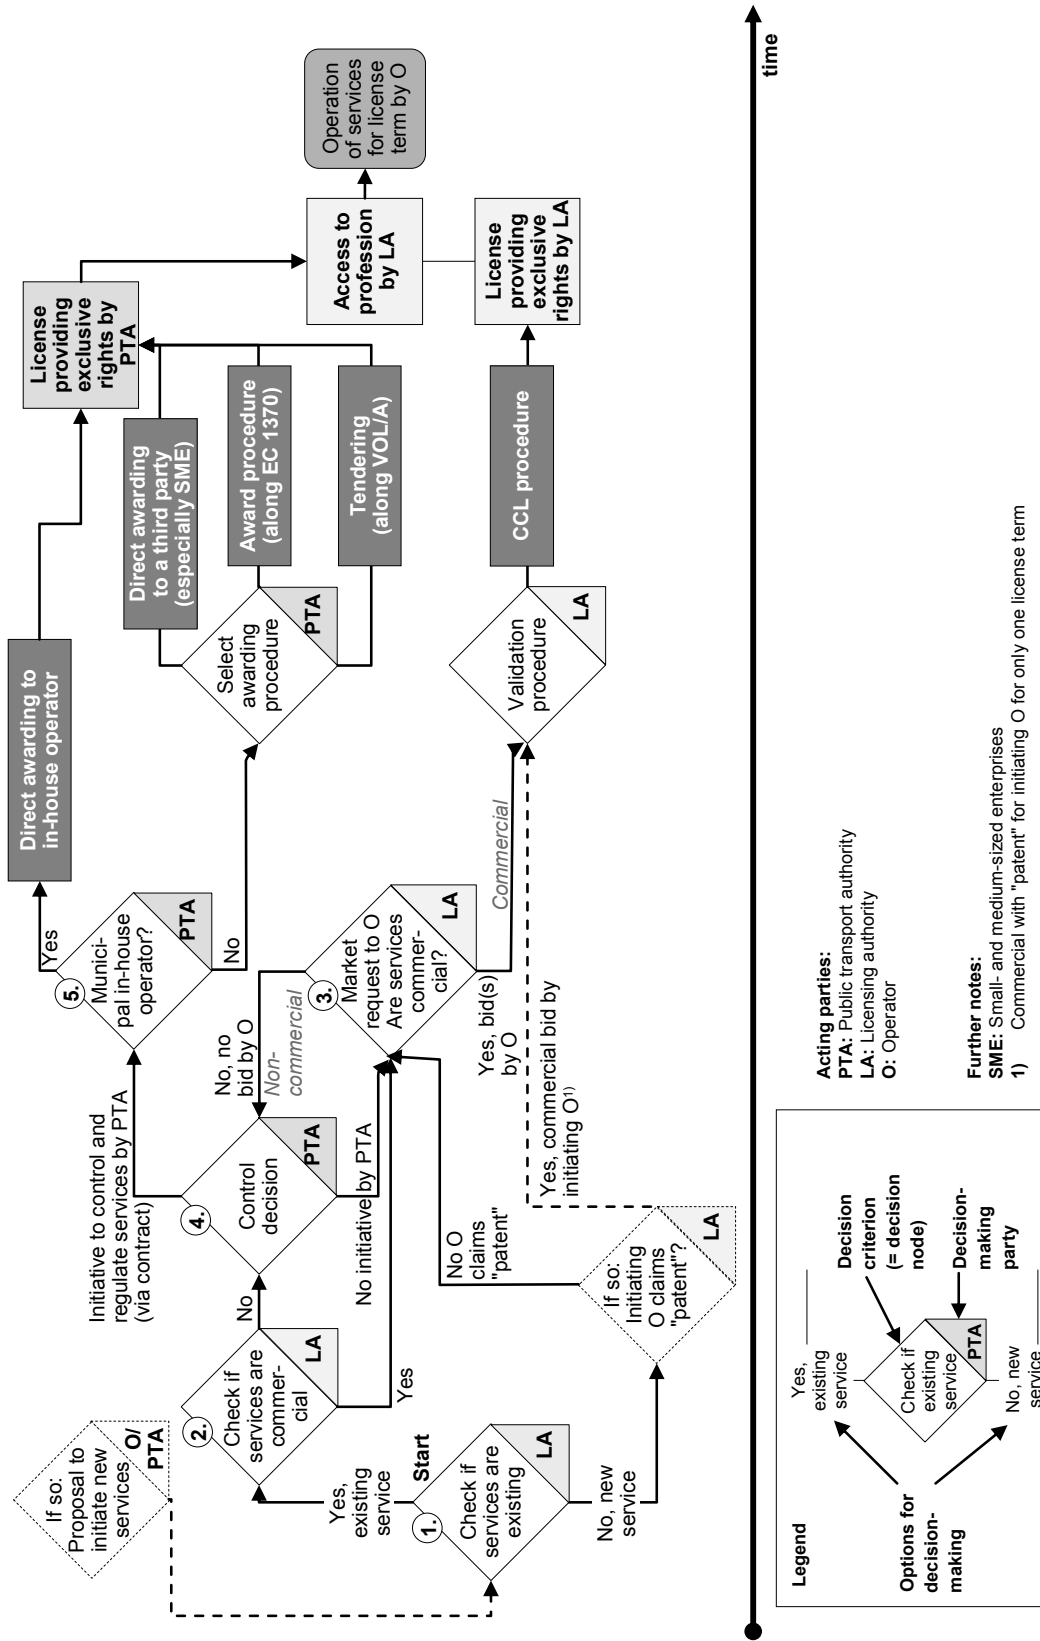 If so:
Proposal to
initiate new
services
O/
PTA
Start
1.
Check if
services are
existing
LA
Yes,
existing
service
No, new
service
2.
Check if
services are
commer-
cial
LA
No
Yes
If so:
Initiating
O claims
"patent"?
LA
No O
claims
"patent"
Yes, commercial bid by
initiating O1)
4.
Control
decision
PTA
Initiative to control and
regulate services by PTA
(via contract)
No initiative by PTA
No, no
bid by O
Non-
commercial
3.
Market
request to O
Are services
commer-
cial?
LA
Yes, bid(s)
by O
Commercial
5.
Munici-
pal in-house
operator?
PTA
Yes
No
Direct awarding to
in-house operator
Select
awarding
procedure
PTA
Direct awarding
to a third party
(especially SME)
Award procedure
(along EC 1370)
Tendering
(along VOL/A)
Validation
procedure
LA
CCL procedure
License
providing
exclusive
rights by
PTA
Access to
profession
by LA
License
providing
exclusive
rights by LA
Operation
of services
for license
term by O
time
Legend
Options for
decision-
making
Yes,
existing
service
Check if
existing
service
PTA
No, new
service
Decision
criterion
(= decision
node)
Decision-
making
party
Acting parties:
PTA: Public transport authority
LA: Licensing authority
O: Operator
Further notes:
SME: Small- and medium-sized enterprises
1) Commercial with "patent" for initiating O for only one license term